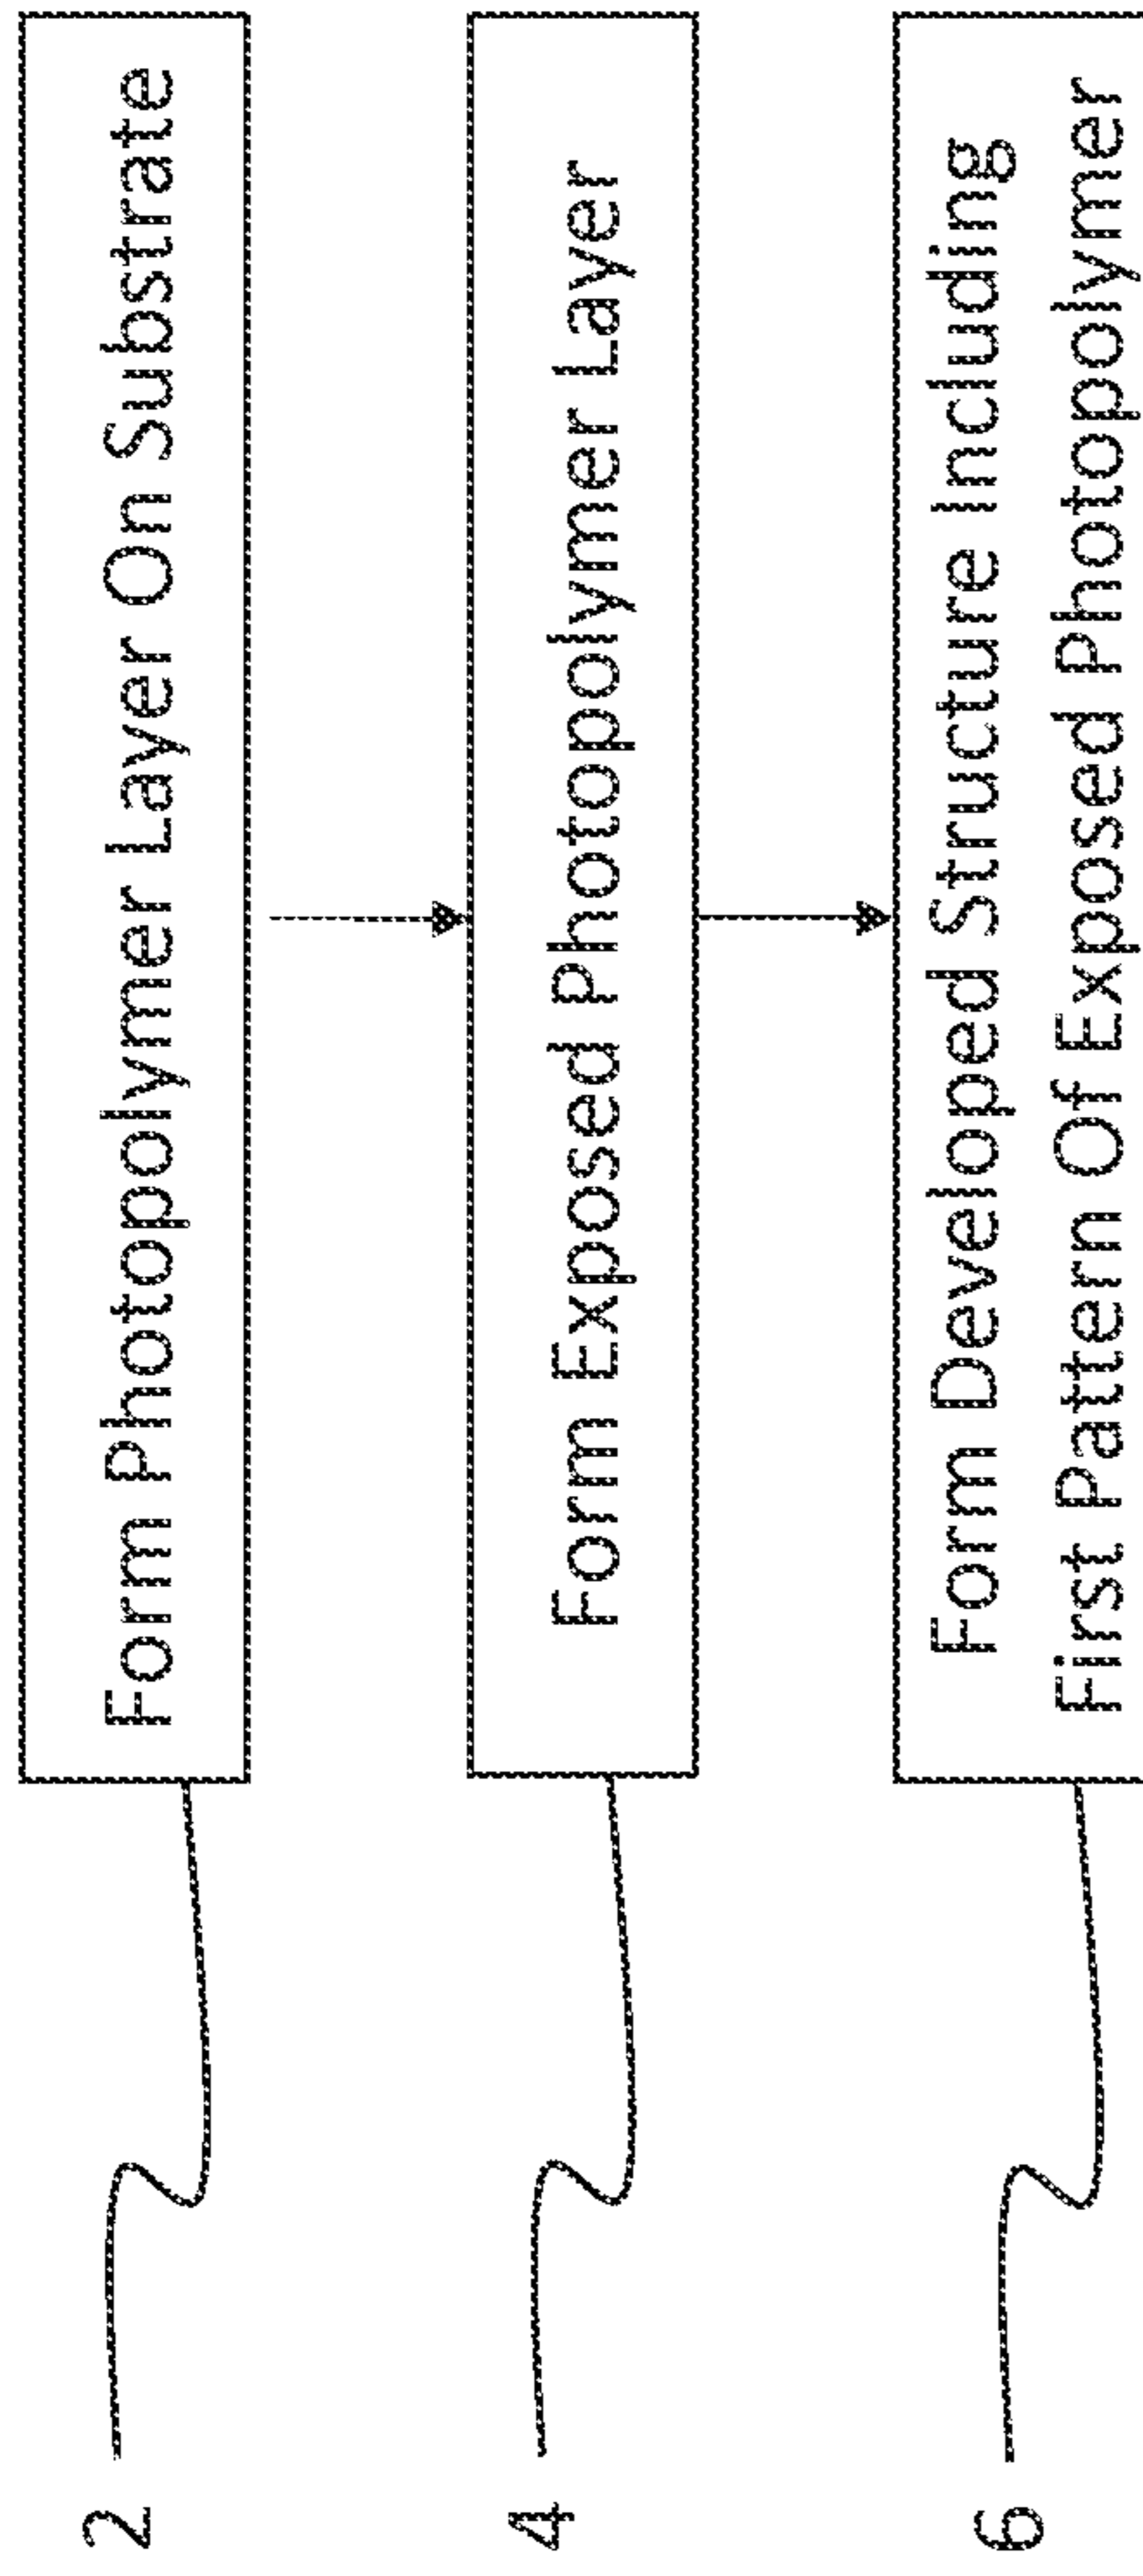 2
Form Photopolymer Layer On Substrate
4
Form Exposed Photopolymer Layer
6
Form Developed Structure Including
First Pattern Of Exposed Photopolymer